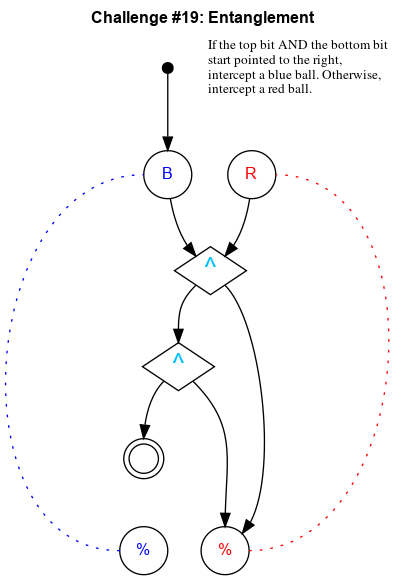 Challenge #19: Entanglement
If the top bit AND the bottom bit
start pointed to the right,
intercept a blue ball. Otherwise,
intercept a red ball.
B R
^
^
% %